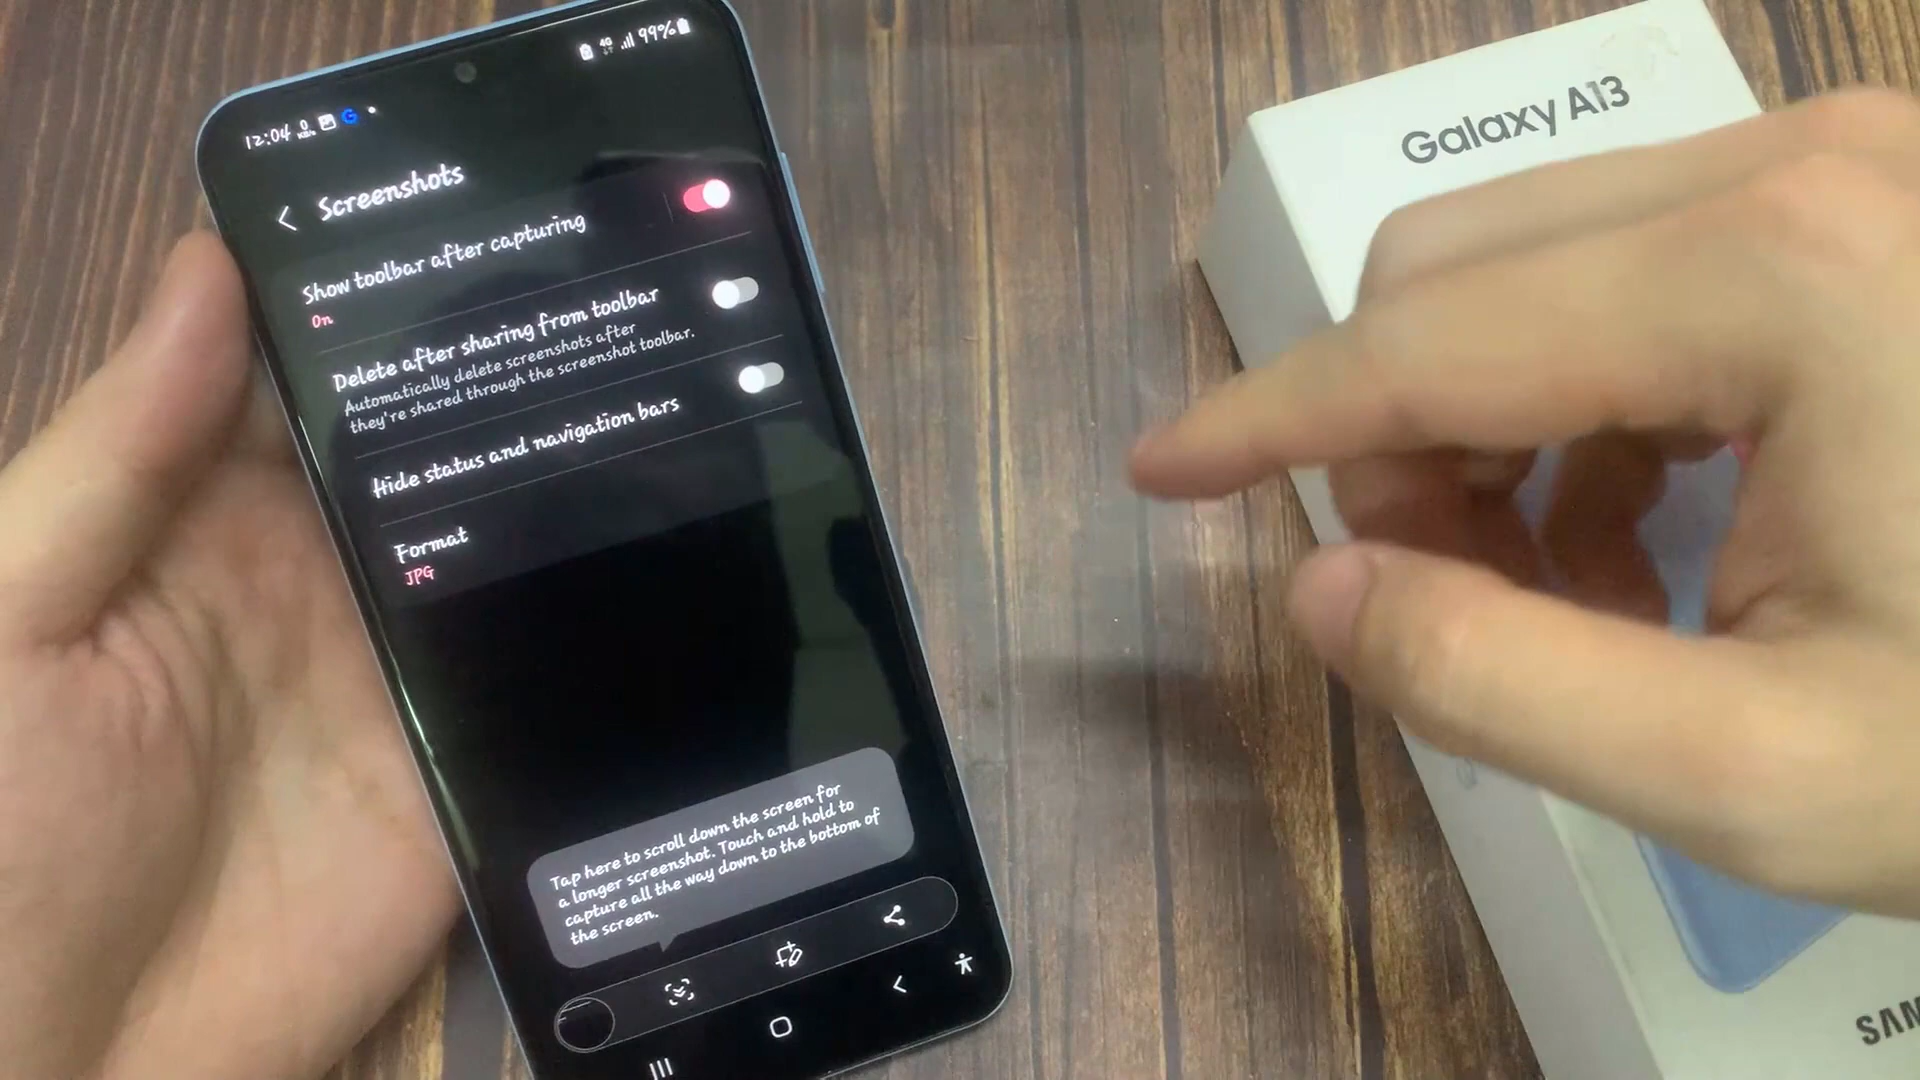 12:04 0 KB/s G
4G 99%
Screenshots
Show toolbar after capturing
On
Delete after sharing from toolbar
Automatically delete screenshots after
they're shared through the screenshot toolbar.
Hide status and navigation bars
Format
JPG
Tap here to scroll down the screen for
a longer screenshot. Touch and hold to
capture all the way down to the bottom of
the screen.
Galaxy A13
SAM